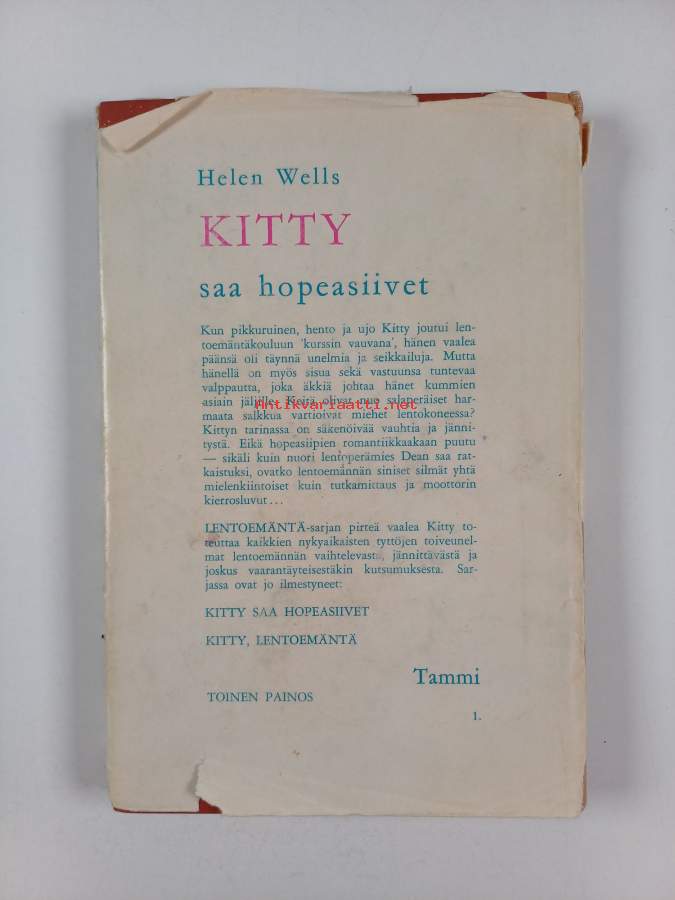 Helen Wells
KITTY
saa hopeasiivet
Kun pikkuruinen, hento ja ujo Kitty joutui len-
toemäntäkouluun 'kurssin vauvana', hänen vaalea
päänsä oli täynnä unelmia ja seikkailuja. Mutta
hänellä on myös sisua sekä vastuunsa tuntevaa
valppautta, joka äkkiä johtaa hänet kummien
asiain jäljille. Keitä olivat nuo salaperäiset har-
Antikvariaatti.net
maata salkkua vartioivat miehet lentokoneessa?
Kittyn tarinassa on säkenöivää vauhtia ja jänni-
tystä. Eikä hopeasiipien romantiikkaakaan puutu
— sikäli kuin nuori lentoperämies Dean saa rat-
kaistuksi, ovatko lentoemännän siniset silmät yhtä
mielenkiintoiset kuin tutkamittaus ja moottorin
kierrosluvut...
LENTOEMÄNTÄ-sarjan pirteä vaalea Kitty to-
teuttaa kaikkien nykyaikaisten tyttöjen toiveunel-
mat lentoemännän vaihtelevasta, jännittävästä ja
joskus vaarantäyteisestäkin kutsumuksesta. Sar-
jassa ovat jo ilmestyneet:
KITTY SAA HOPEASIIVET
KITTY, LENTOEMÄNTÄ
Tammi
TOINEN PAINOS
1.